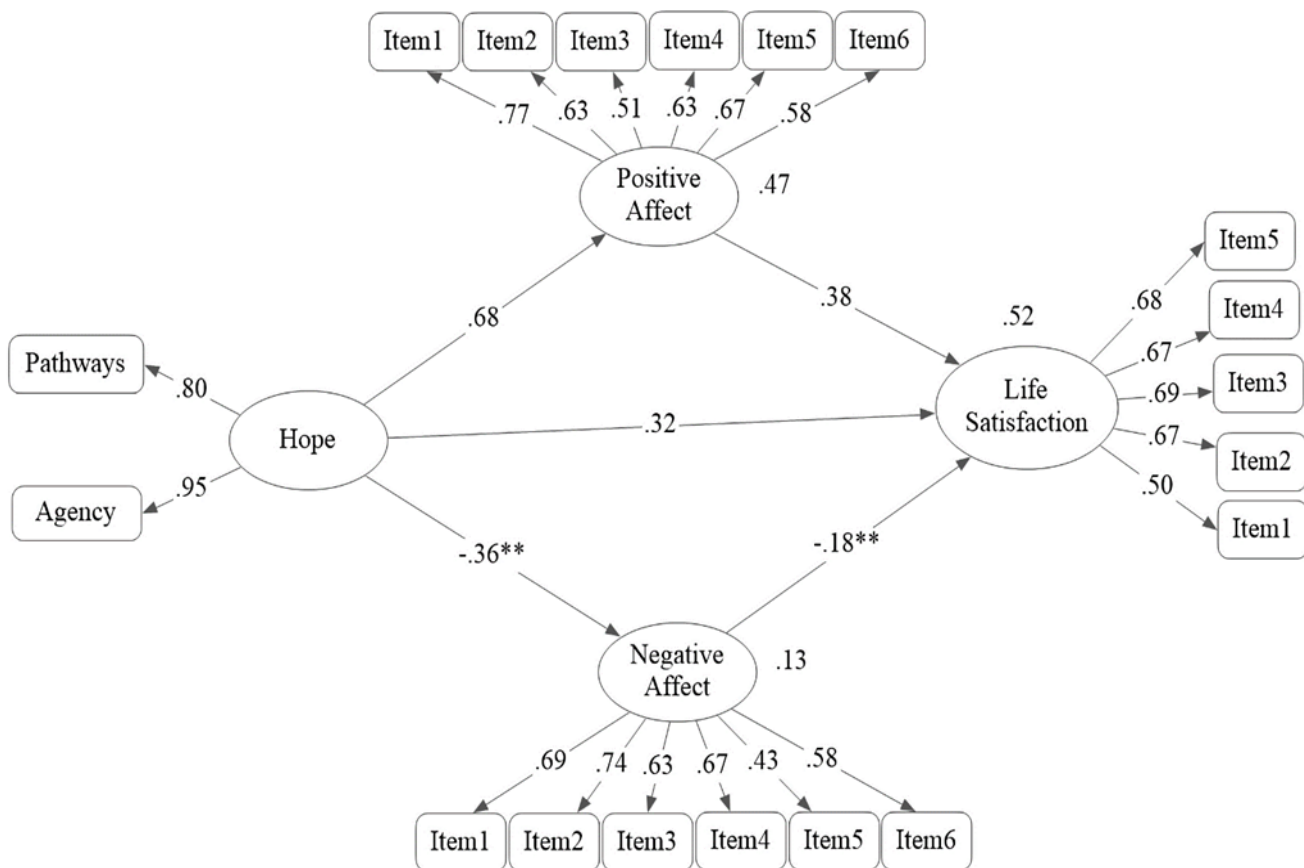 Item1 Item2 Item3 Item4 Item5 Item6
.77 .63 .51 .63 .67 .58
Positive
Affect
.47
Item5
Item4
Item3
Item2
Item1
.68
.67
.69
.67
.50
.52
Life
Satisfaction
.38
.68
.32
Pathways
.80
Hope
Agency
.95
-.36**
-.18**
Negative
Affect
.13
.69 .74 .63 .67 .43 .58
Item1 Item2 Item3 Item4 Item5 Item6